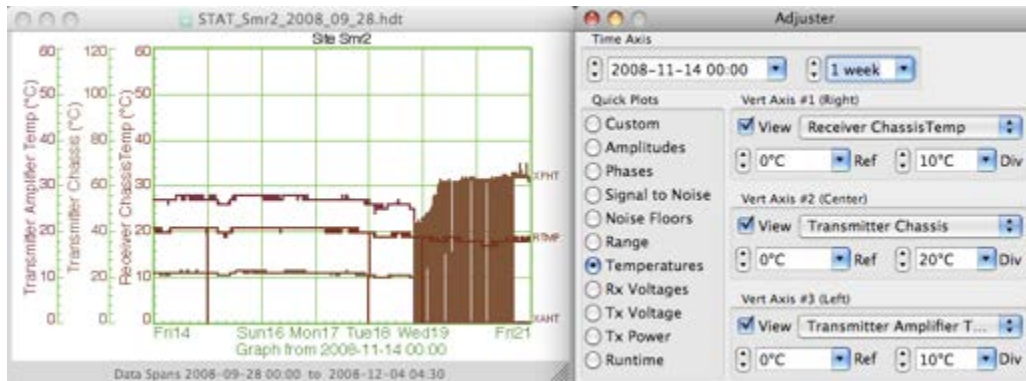 STAT_Smr2_2008_09_28.hdt
Site Smr2
60 120 60
50 100 50
40 80 40
30 60 30
20 40 20
10 20 10
0 0 0
Transmitter Amplifier Temp (°C)
Transmitter Chassis (°C)
Receiver ChassisTemp (°C)
XPHT
RTMP
XAHT
Fri14 Sun16 Mon17 Tue18 Wed19 Fri21
Graph from 2008-11-14 00:00
Data Spans 2008-09-28 00:00 to 2008-12-04 04:30
Adjuster
Time Axis
2008-11-14 00:00 1 week
Quick Plots
Custom
Amplitudes
Phases
Signal to Noise
Noise Floors
Range
Temperatures
Rx Voltages
Tx Voltage
Tx Power
Runtime
Vert Axis #1 (Right)
View Receiver ChassisTemp
0°C Ref 10°C Div
Vert Axis #2 (Center)
View Transmitter Chassis
0°C Ref 20°C Div
Vert Axis #3 (Left)
View Transmitter Amplifier T...
0°C Ref 10°C Div